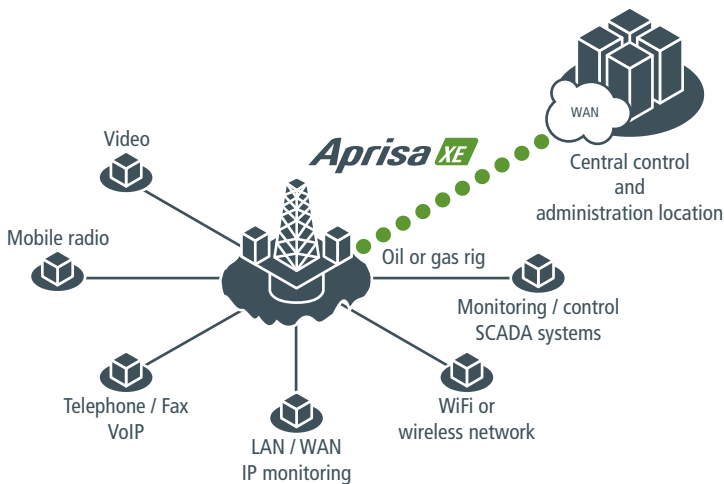 WAN
Central control
and
administration location
Aprisa XE
Video
Mobile radio
Oil or gas rig
Monitoring / control
SCADA systems
Telephone / Fax
VoIP
LAN / WAN
IP monitoring
WiFi or
wireless network